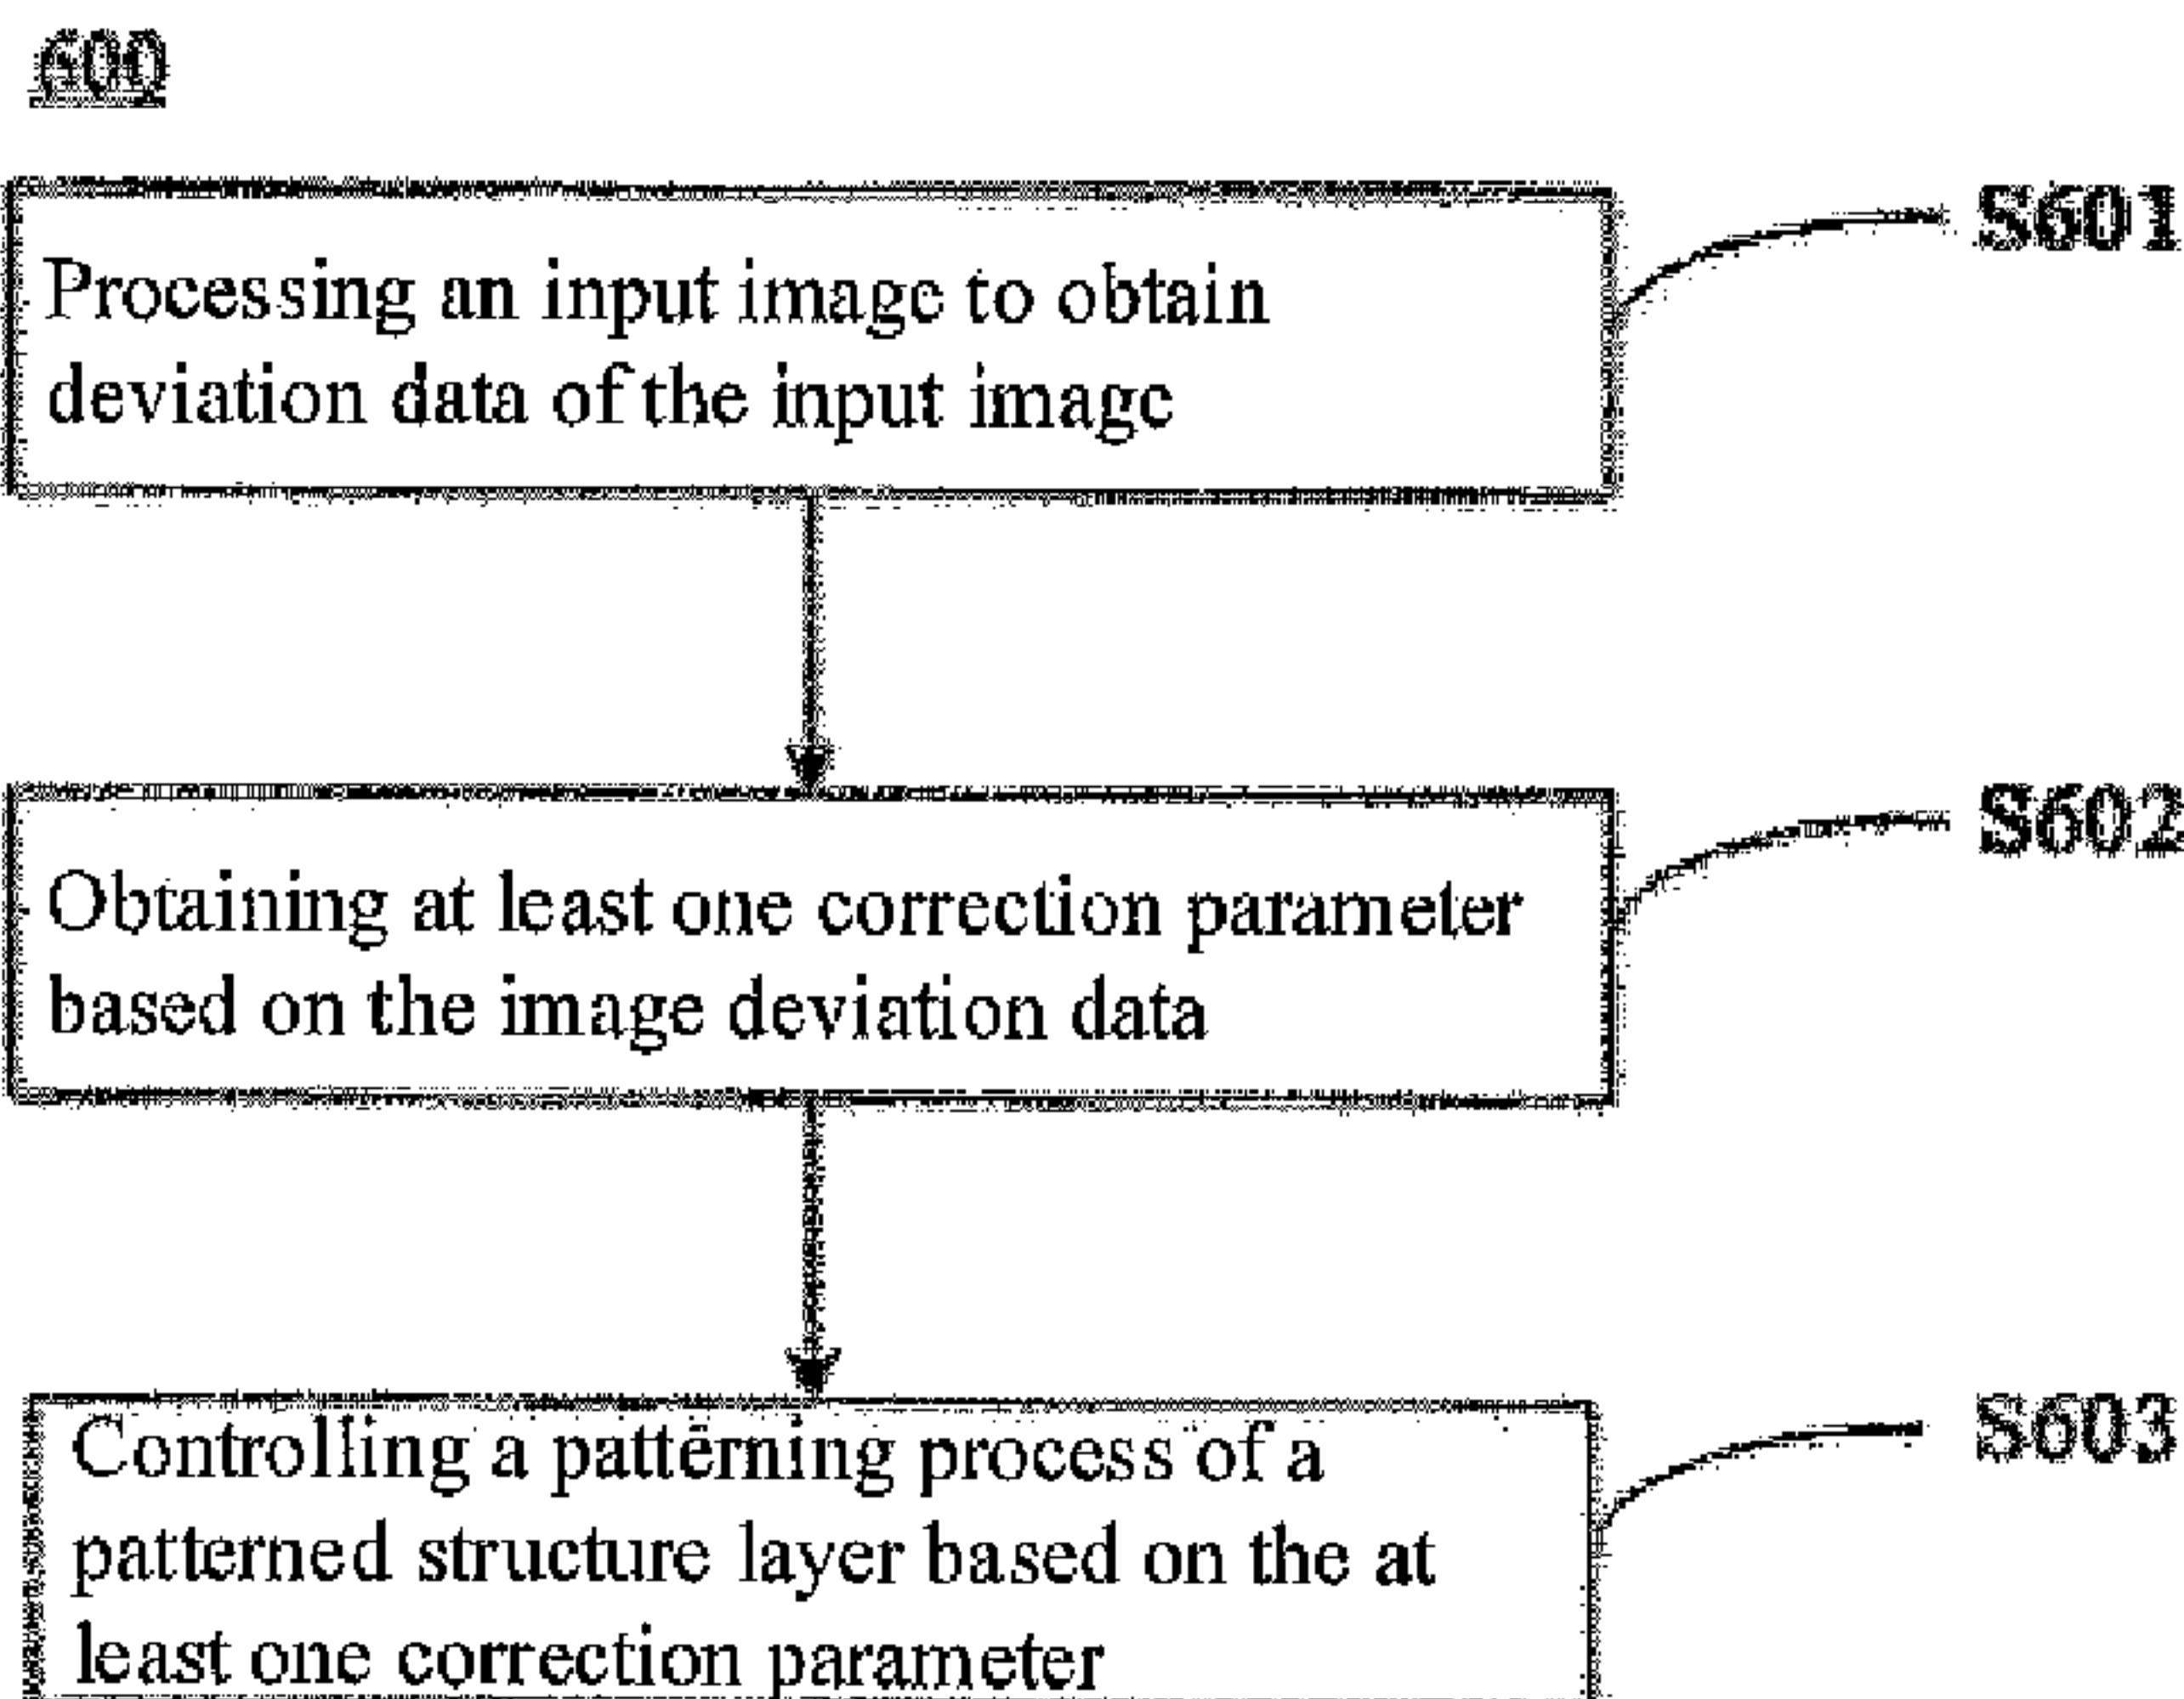 600
Processing an input image to obtain
deviation data of the input image
S601
Obtaining at least one correction parameter
based on the image deviation data
S602
Controlling a patterning process of a
patterned structure layer based on the at
least one correction parameter
S603